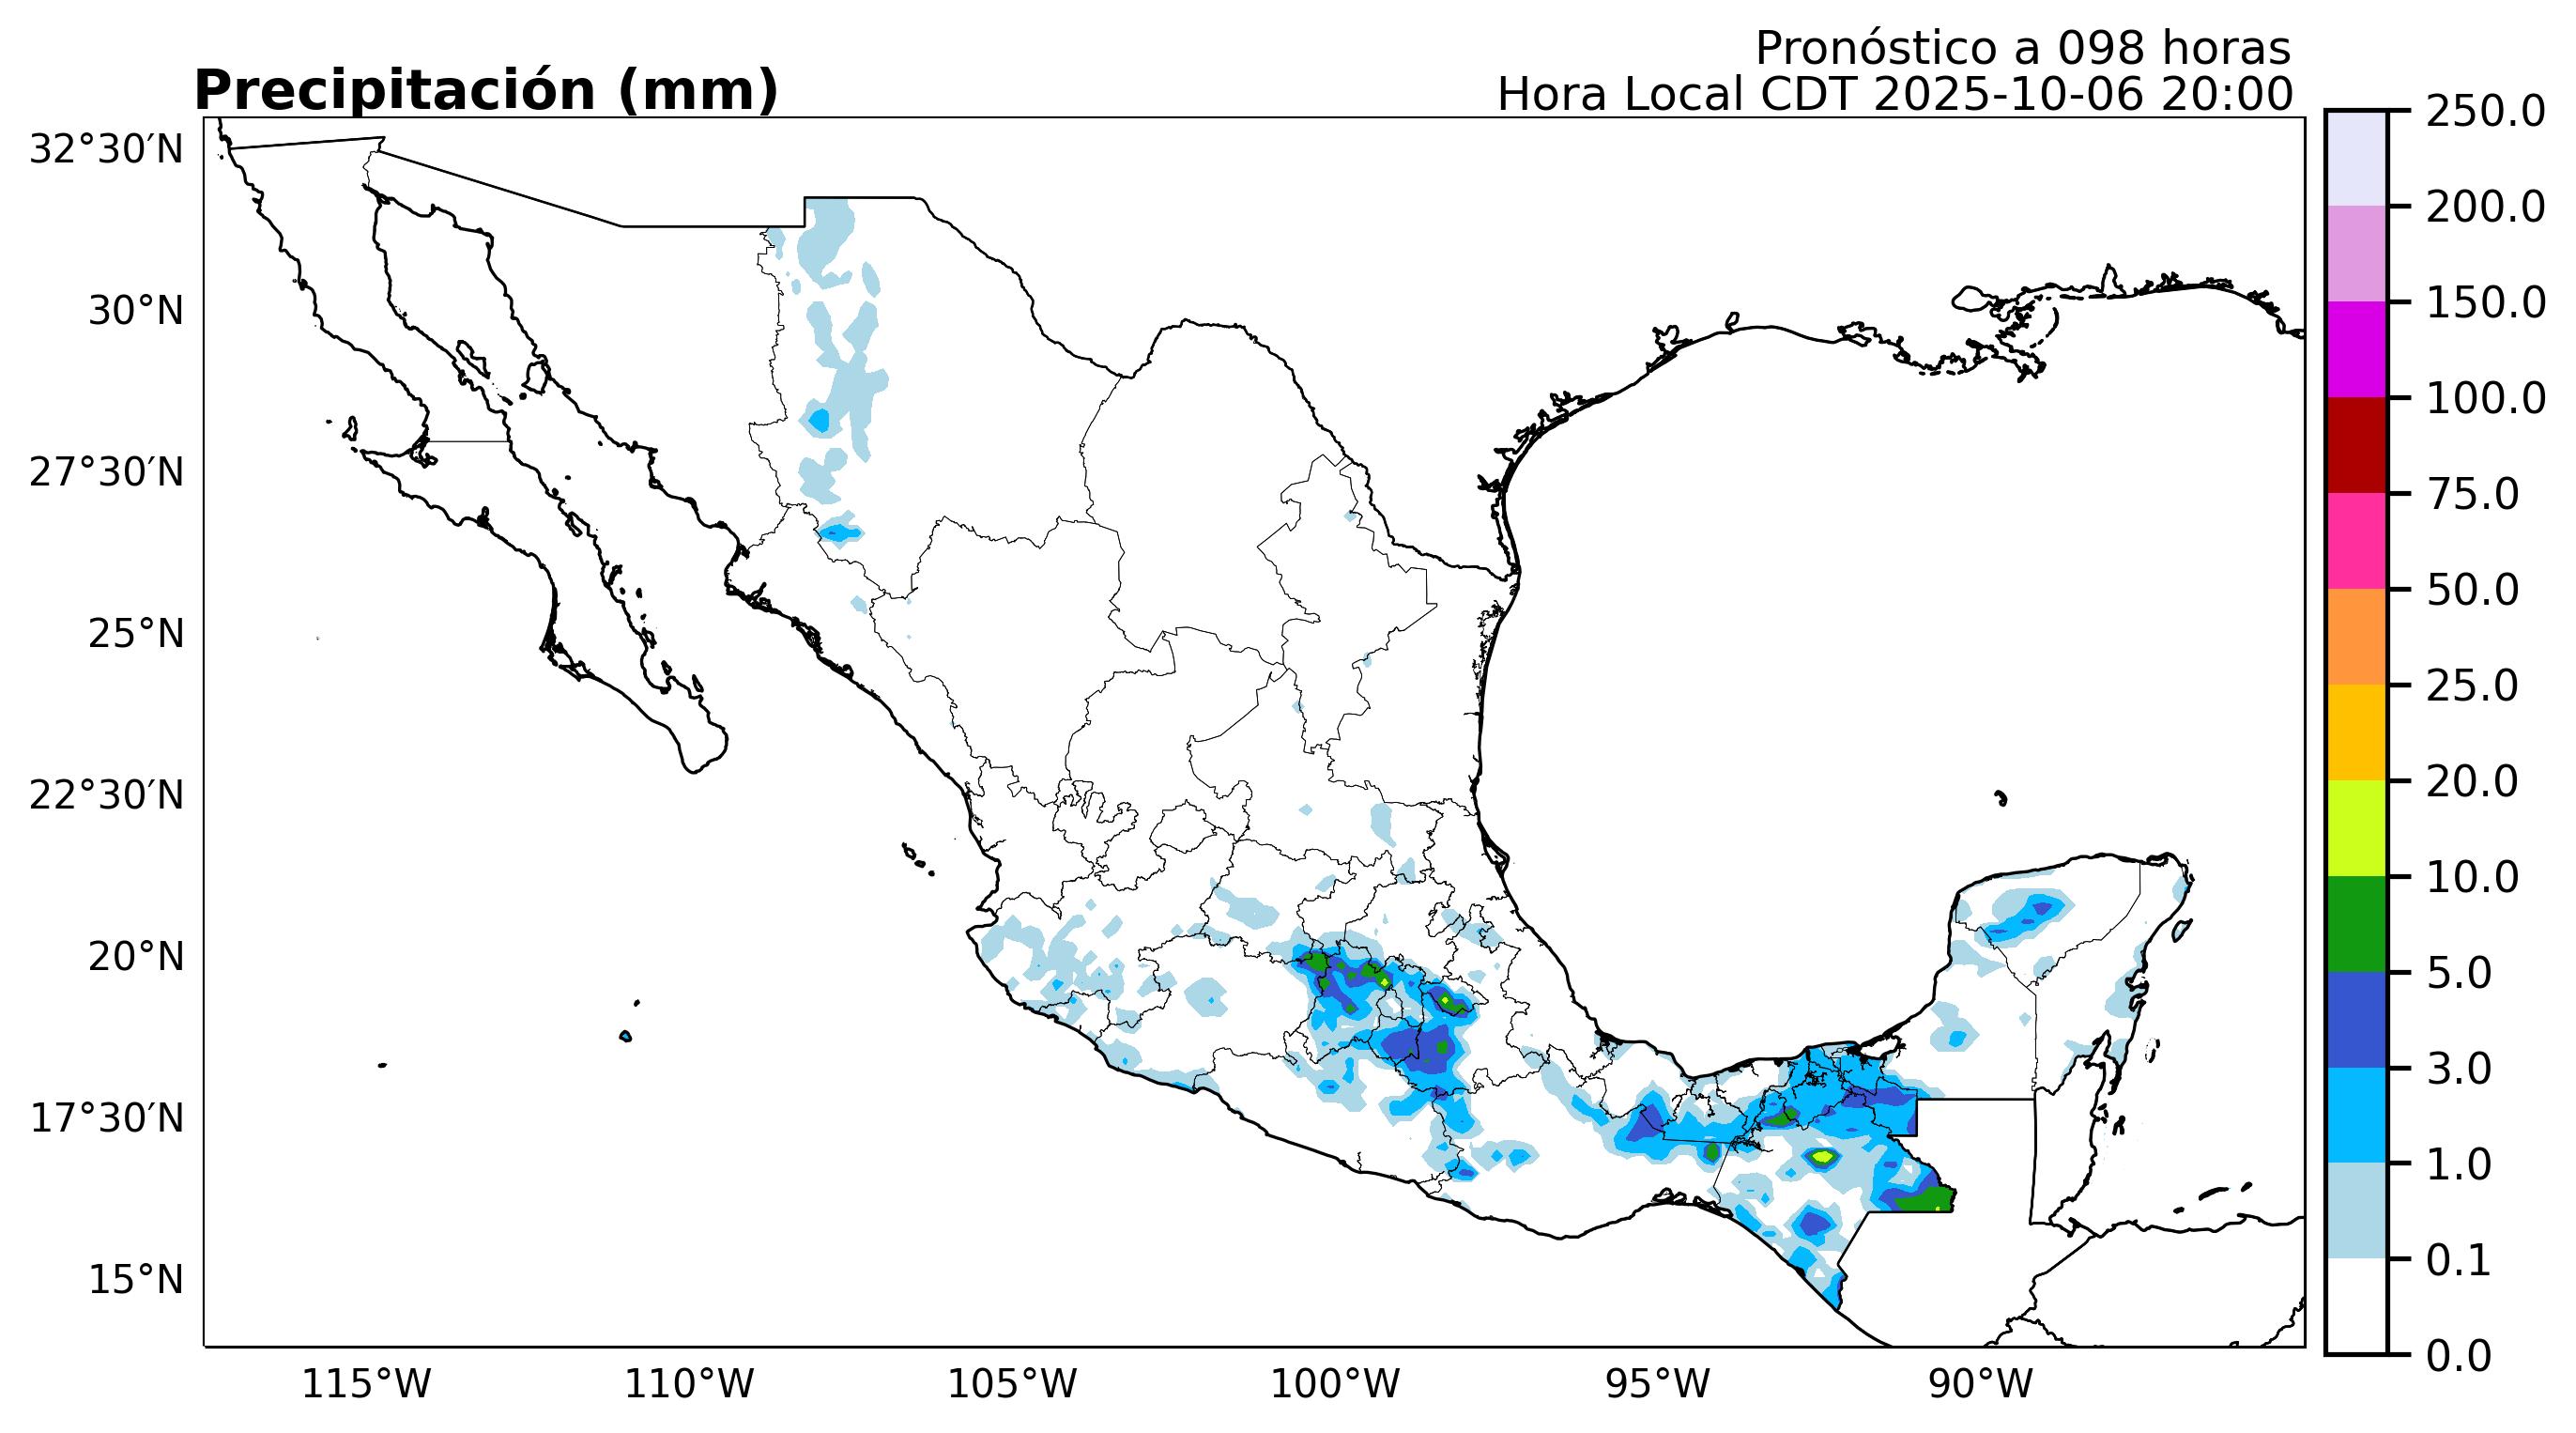 Pronóstico a 098 horas
Precipitación (mm)
Hora Local CDT 2025-10-06 20:00
32°30′N
30°N
27°30′N
25°N
22°30′N
20°N
17°30′N
15°N
115°W
110°W
105°W
100°W
95°W
90°W
250.0
200.0
150.0
100.0
75.0
50.0
25.0
20.0
10.0
5.0
3.0
1.0
0.1
0.0